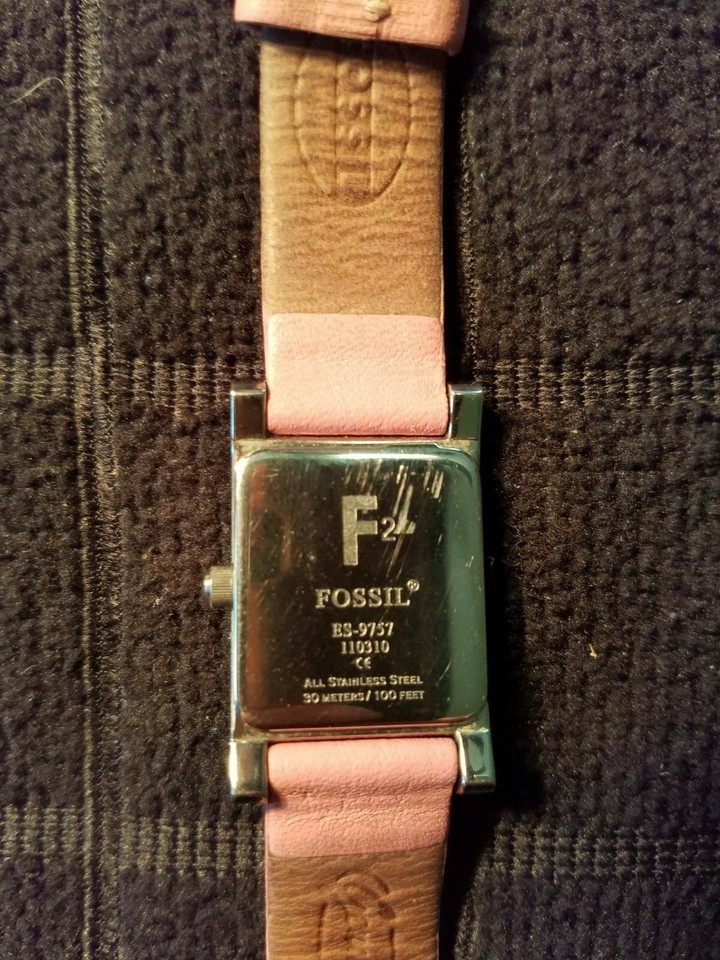 FOSSIL
F2
FOSSIL®
ES-9757
110310
CE
ALL STAINLESS STEEL
30 METERS/100 FEET